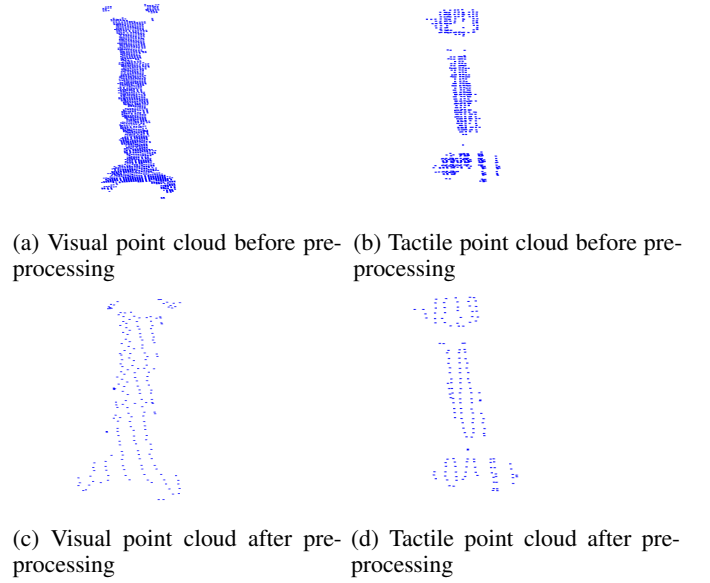 (a) Visual point cloud before pre-
processing
(b) Tactile point cloud before pre-
processing
(c) Visual point cloud after pre-
processing
(d) Tactile point cloud after pre-
processing